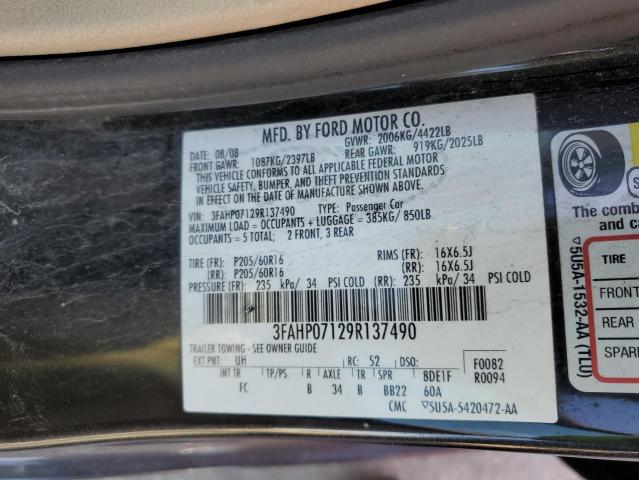 MFD. BY FORD MOTOR CO.
DATE: 08/08 GVWR: 2006KG/4422LB
FRONT GAWR: 1087KG/2397LB REAR GAWR: 919KG/2025LB
THIS VEHICLE CONFORMS TO ALL APPLICABLE FEDERAL MOTOR
VEHICLE SAFETY, BUMPER, AND THEFT PREVENTION STANDARDS
IN EFFECT ON THE DATE OF MANUFACTURE SHOWN ABOVE.
VIN: 3FAHP07129R137490 TYPE: Passenger Car
MAXIMUM LOAD = OCCUPANTS + LUGGAGE = 385KG/ 850LB
OCCUPANTS = 5 TOTAL; 2 FRONT, 3 REAR
TIRE (FR): P205/60R16 RIMS (FR): 16X6.5J
(RR): P205/60R16 (RR): 16X6.5J
PRESSURE (FR): 235 kPa/ 34 PSI COLD (RR): 235 kPa/ 34 PSI COLD
3FAHP07129R137490
TRAILER TOWING - SEE OWNER GUIDE
EXT PNT: UH RC: 52 DSO: F0082
INT TR TP/PS R AXLE TR SPR 8DE1F R0094
FC B 34 B BB22 60A
CMC ▽5U5A-5420472-AA
The comb
and ca
▽5U5A-1532-AA (TL0)
TIRE
FRONT
REAR
SPAR